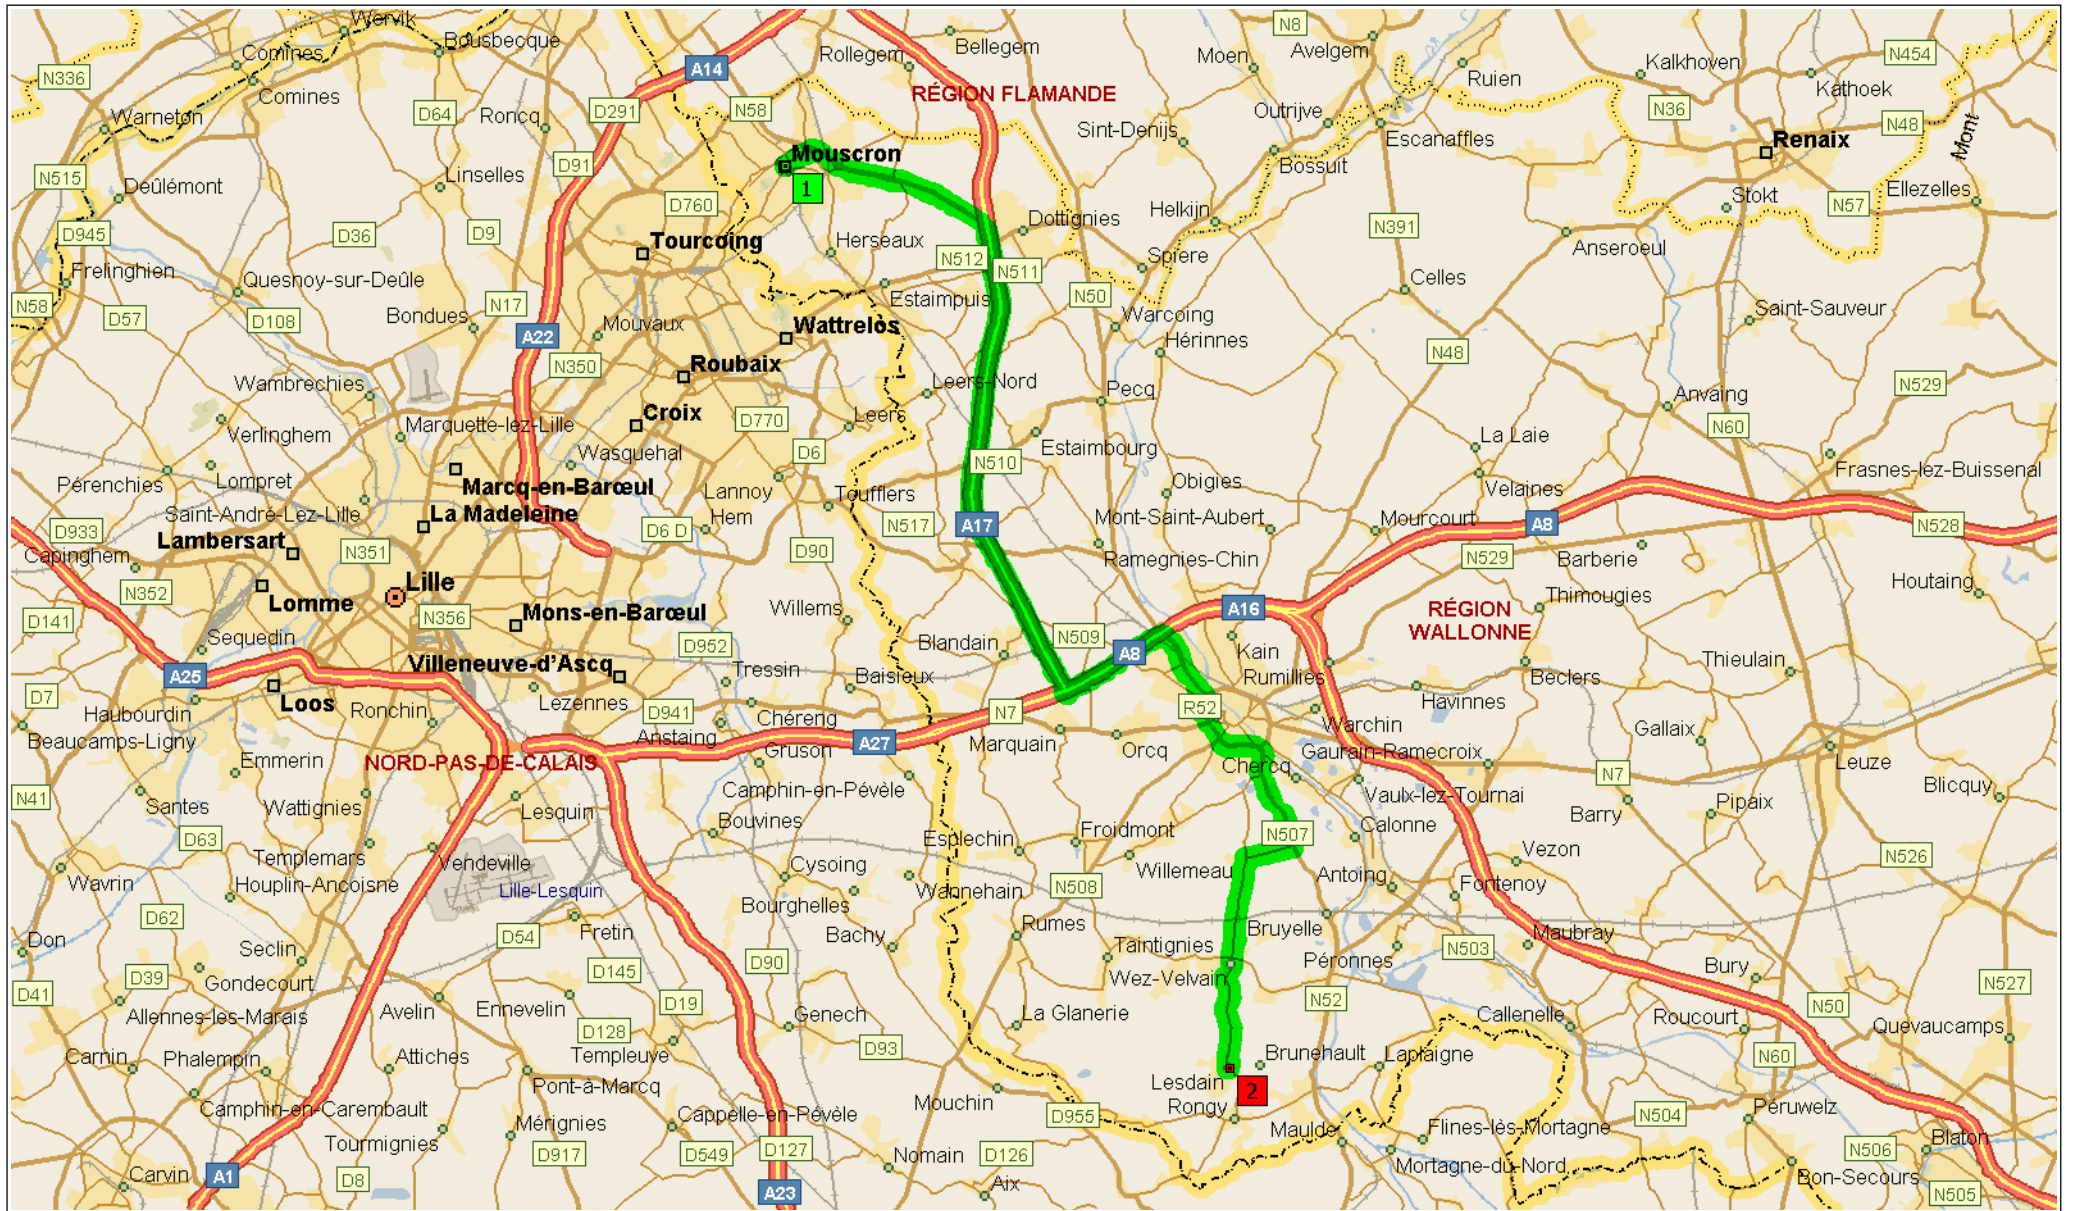 Wervik
N8
Avelgem
Bousbecque
Bellegem
Comines
Rollegem
Moen
Kalkhoven
N454
N336
A14
Ruien
Comines
RÉGION FLAMANDE
Kathoek
Warneton
D64
Roncq
D291
N58
Outrijve
N36
N48
Sint-Denijs
Escanaffles
Renaix
Mont
D91
Mouscron
Bossuit
N515
Deûlémont
Linselles
1
Ellezelles
Stokt
N57
D760
Helkijn
Dottignies
N391
D945
D36
D9
Tourcoing
Herseaux
Anseroeul
N512
N511
Spiere
Frelinghien
Quesnoy-sur-Deûle
Celles
N58
D57
D108
N17
Estaimpuis
N50
Saint-Sauveur
Bondues
Mouvaux
Wattrelos
Warcoing
A22
Hérinnes
N48
N350
Roubaix
Wambrechies
Leers-Nord
Pecq
N529
Anvaing
Croix
D770
Leers
Verlinghem
Marquette-lez-Lille
N60
La Laie
Estaimbourg
D6
Wasquehal
N510
Frasnes-lez-Buissenal
Pérenchies
Lompret
Marcq-en-Barœul
Lannoy
Toufflers
Obigies
Velaines
Saint-André-Lez-Lille
La Madeleine
Hem
N517
A17
Mont-Saint-Aubert
Mourcourt
A8
N528
D933
D6 D
Lambersart
N351
D90
Ramegnies-Chin
N529
Barberie
Capinghem
Lille
Houtaing
N352
Lomme
N356
Mons-en-Barœul
Willems
A16
RÉGION
WALLONNE
Thimougies
D141
Sequedin
D952
Blandain
N509
A8
Kain
Villeneuve-d'Ascq
Tressin
Baisieux
Thieulain
A25
Rumillies
Beclers
D7
Loos
Lezennes
Havinnes
Haubourdin
Ronchin
D941
Chéreng
N7
R52
Warchin
Beaucamps-Ligny
Anstaing
A27
Marquain
Orcq
Gallaix
Gruson
Gaurain-Ramecroix
Emmerin
NORD-PAS-DE-CALAIS
Chercq
N7
Leuze
N41
Santes
Wattignies
Lesquin
Camphin-en-Pévèle
Vaulx-lez-Tournai
Blicquy
Pipaix
Barry
Bouvines
Calonne
D63
Esplechin
Froidmont
N507
Templemars
Vendeville
Cysoing
Vezon
N526
Wavrin
Houplin-Ancoisne
Lille-Lesquin
Wannehain
N508
Willemeau
Antoing
Fontenoy
Bourghelles
D62
Rumes
Bruyelle
Don
D54
Fretin
Bachy
Maubray
Seclin
Taintignies
N503
D39
Gondecourt
D145
D90
Wez-Velvain
Péronnes
Bury
D41
N527
Avelin
Ennevelin
D19
N52
N50
Allennes-les-Marais
Genech
La Glanerie
Callenelle
Roucourt
Quevaucamps
D128
D93
Carnin
Phalempin
Attiches
Templeuve
Brunehault
Laplaigne
N60
Pont-à-Marcq
Lesdain
2
Mouchin
Rongy
Camphin-en-Carembault
Cappelle-en-Pévèle
D955
N504
Péruwelz
Mérignies
Tourmignies
Maulde
Flines-lès-Mortagne
Blaton
N506
D917
D549
D127
Nomain
D126
Carvin
A1
D8
Mortagne-du-Nord
Bon-Secours
A23
Aix
N505